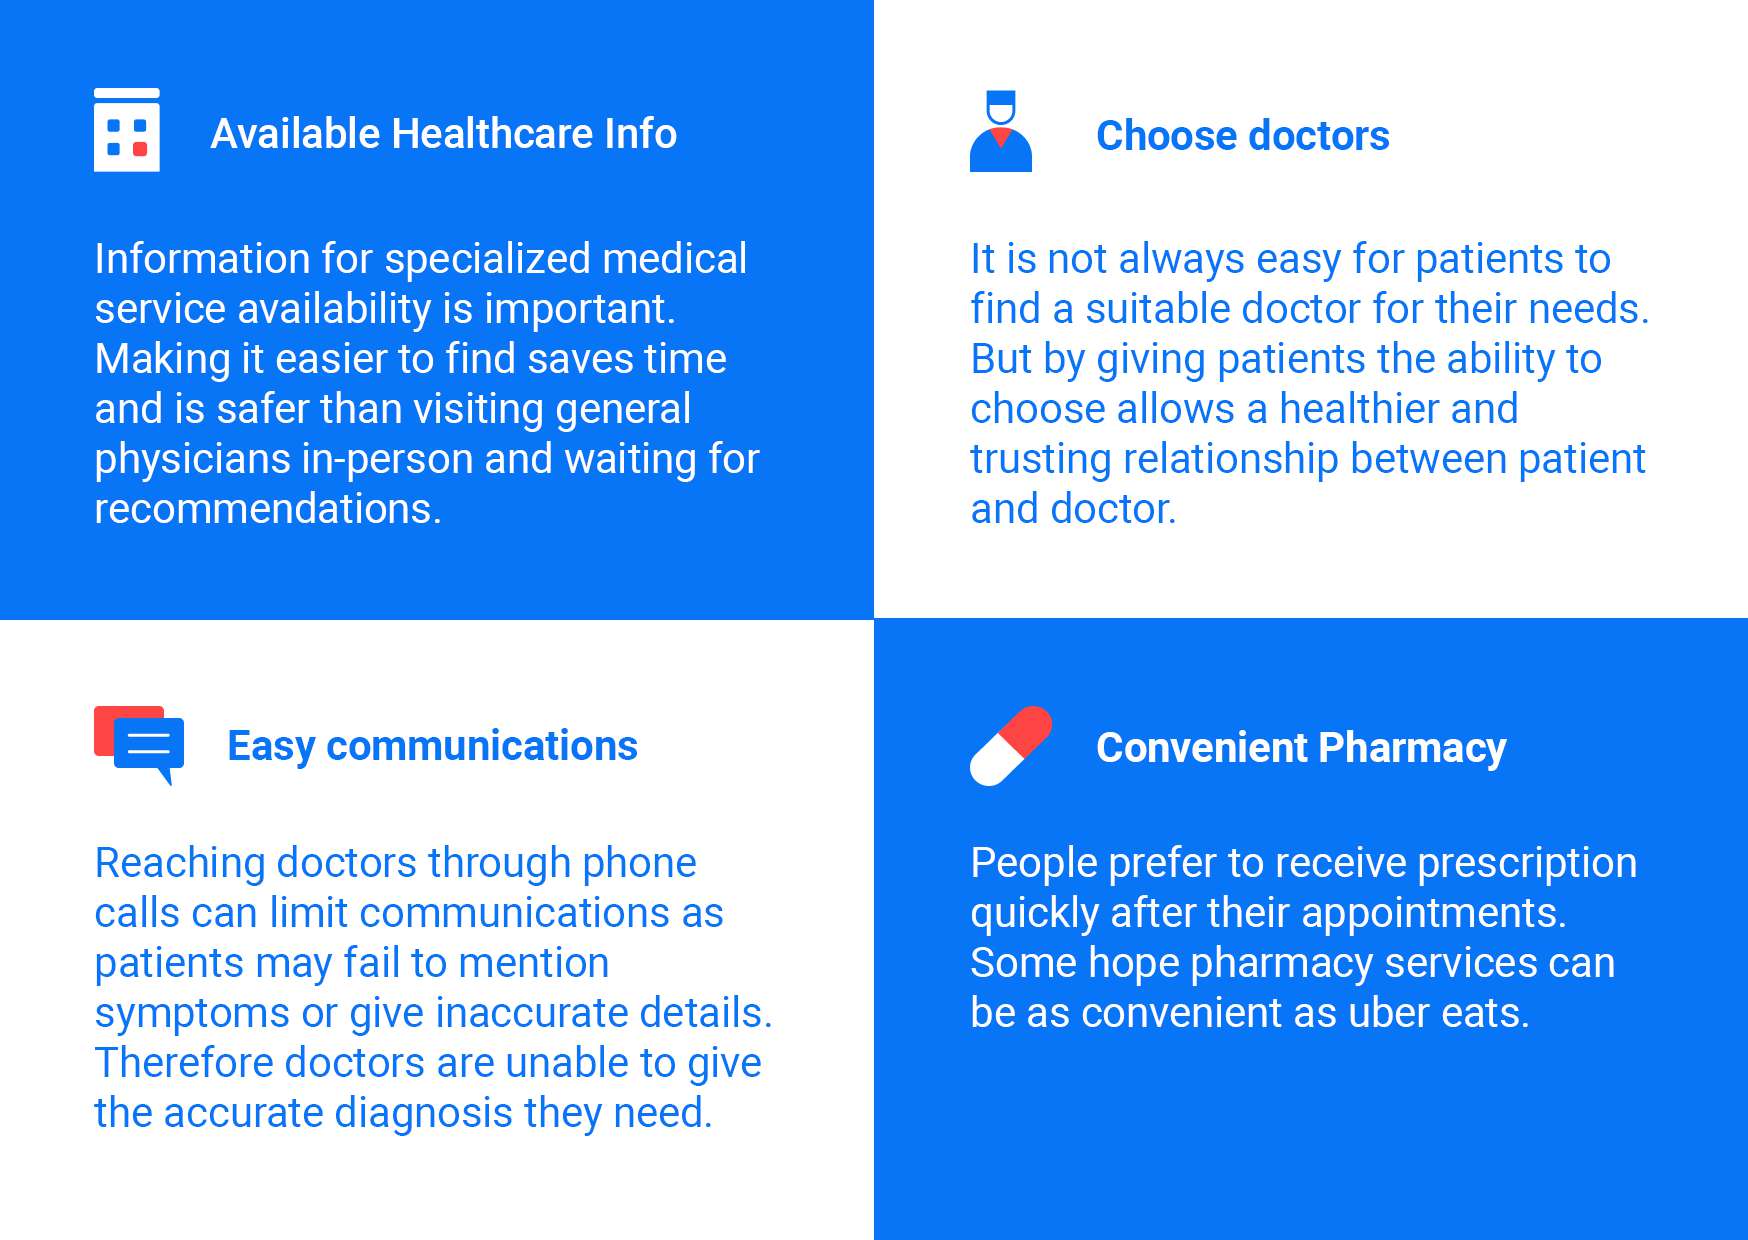 Available Healthcare Info
Information for specialized medical
service availability is important.
Making it easier to find saves time
and is safer than visiting general
physicians in-person and waiting for
recommendations.
Choose doctors
It is not always easy for patients to
find a suitable doctor for their needs.
But by giving patients the ability to
choose allows a healthier and
trusting relationship between patient
and doctor.
Easy communications
Reaching doctors through phone
calls can limit communications as
patients may fail to mention
symptoms or give inaccurate details.
Therefore doctors are unable to give
the accurate diagnosis they need.
Convenient Pharmacy
People prefer to receive prescription
quickly after their appointments.
Some hope pharmacy services can
be as convenient as uber eats.